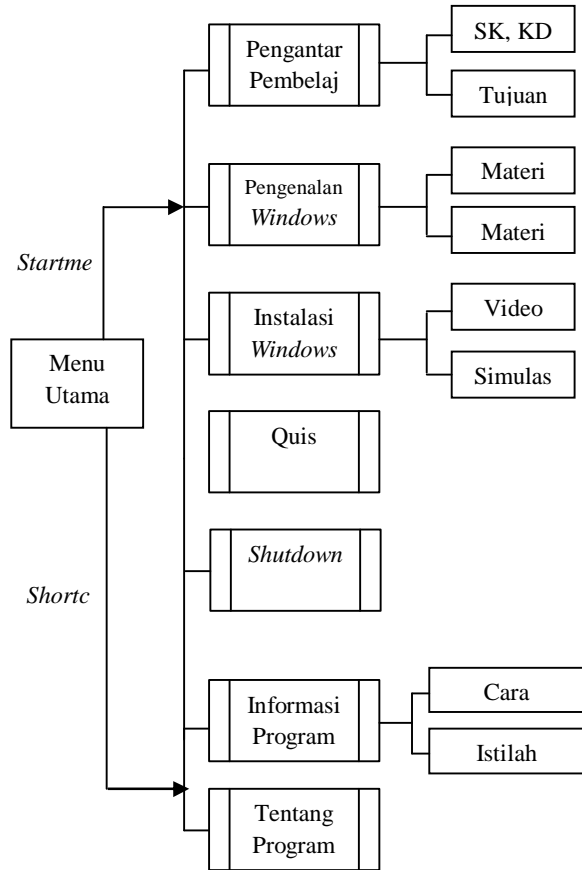 Pengantar
Pembelaj
SK, KD
Tujuan
Pengenalan
Windows
Materi
Materi
Startme
Instalasi
Windows
Video
Simulas
Menu
Utama
Quis
Shutdown
Shortc
Informasi
Program
Cara
Istilah
Tentang
Program